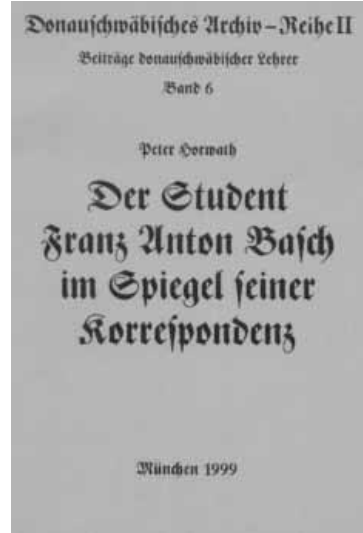 Donauſchwäbiſches Archiv – Reihe II
Beiträge donauſchwäbiſcher Lehrer
Band 6
Peter Horwath
Der Student
Franz Anton Baſch
im Spiegel ſeiner
Korreſpondenz
München 1999